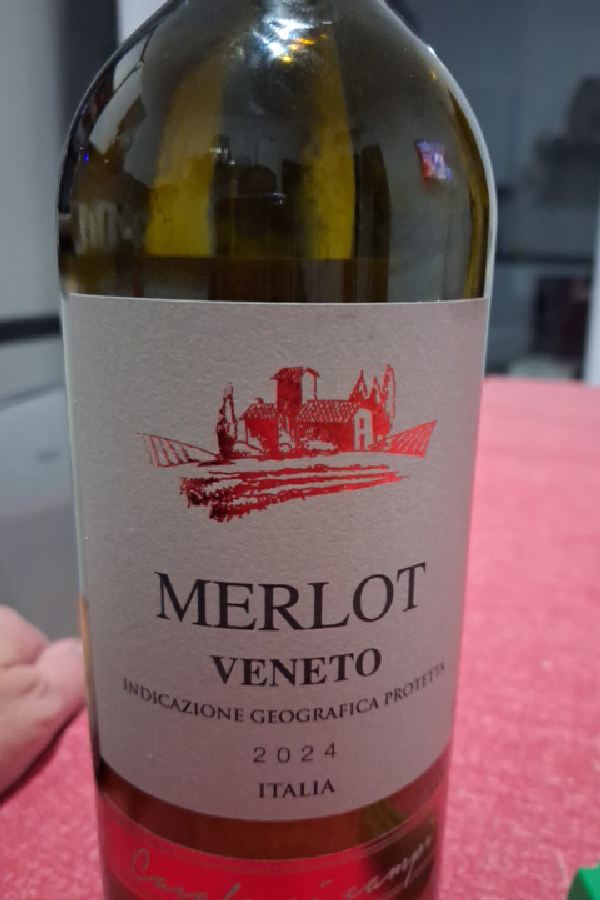 MERLOT
VENETO
INDICAZIONE GEOGRAFICA PROTETTA
2024
ITALIA